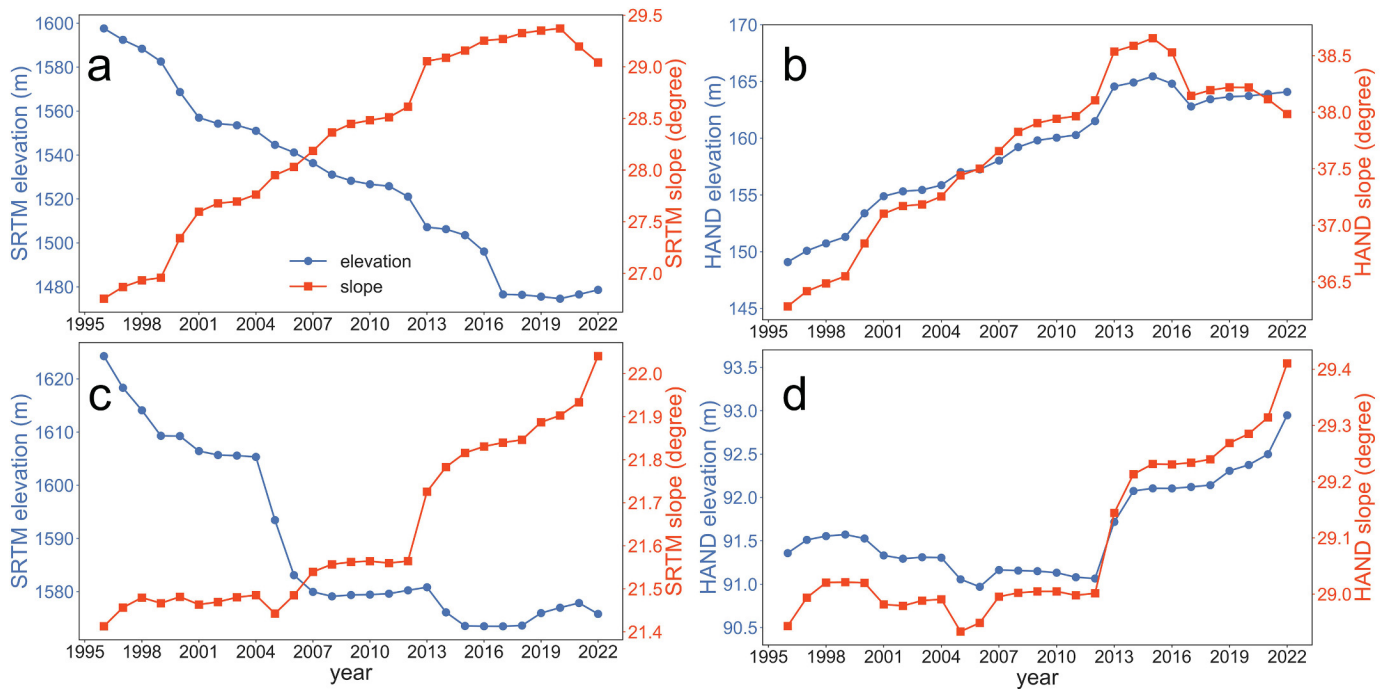 a
SRTM elevation (m)
1600
1580
1560
1540
1520
1500
1480
29.5
29.0
28.5
28.0
27.5
27.0
SRTM slope (degree)
elevation
slope
1995 1998 2001 2004 2007 2010 2013 2016 2019 2022
b
HAND elevation (m)
170
165
160
155
150
145
38.5
38.0
37.5
37.0
36.5
HAND slope (degree)
1995 1998 2001 2004 2007 2010 2013 2016 2019 2022
c
SRTM elevation (m)
1620
1610
1600
1590
1580
22.0
21.9
21.8
21.7
21.6
21.5
21.4
SRTM slope (degree)
1995 1998 2001 2004 2007 2010 2013 2016 2019 2022
year
d
HAND elevation (m)
93.5
93.0
92.5
92.0
91.5
91.0
90.5
29.4
29.3
29.2
29.1
29.0
HAND slope (degree)
1995 1998 2001 2004 2007 2010 2013 2016 2019 2022
year